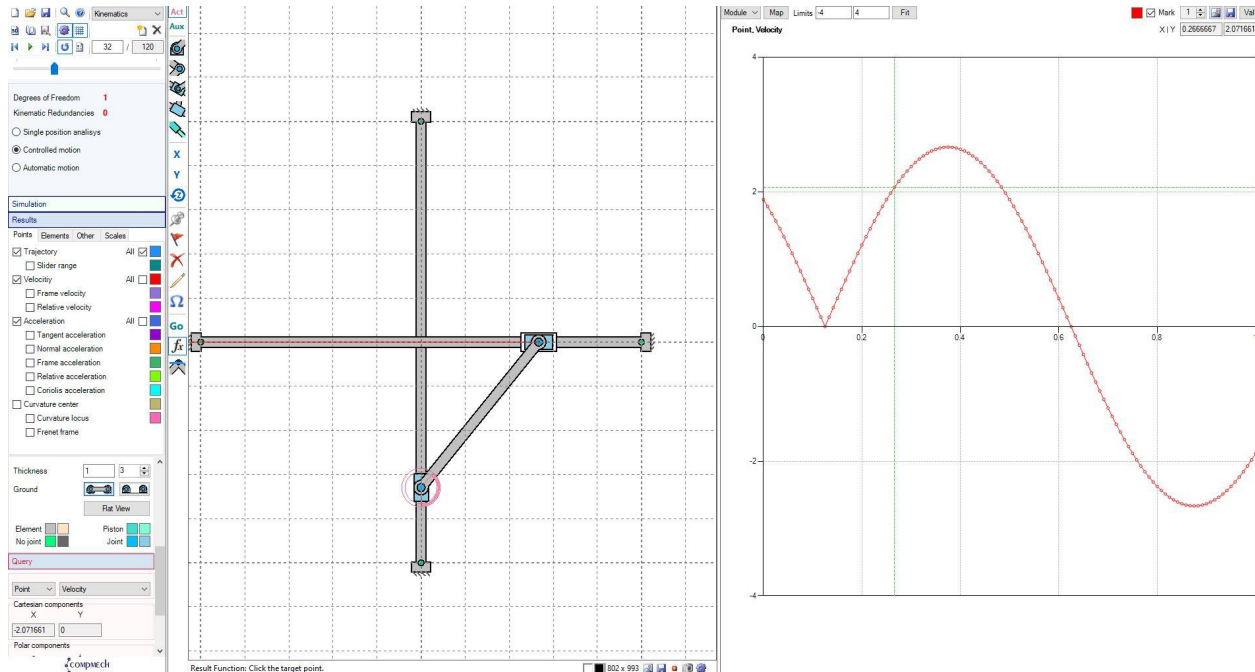 Kinematics
32 / 120
Degrees of Freedom 1
Kinematic Redundancies 0
Single position analisys
Controlled motion
Automatic motion
Simulation
Results
Points Elements Other Scales
Trajectory All
Slider range
Velocitiy All
Frame velocity
Relative velocity
Acceleration All
Tangent acceleration
Normal acceleration
Frame acceleration
Relative acceleration
Coriolis acceleration
Curvature center
Curvature locus
Frenet frame
Thickness 1 3
Ground
Flat View
Element Piston
No joint Joint
Query
Point Velocity
Cartesian components
X Y
-2.071661 0
Polar components
COMPMECH
Act
Aux
X
Y
Z
Ω
Go
fx
Result Function: Click the target point.
802 x 993
Module Map Limits -4 4 Fit
Mark 1 Val
Point, Velocity
X|Y 0.2666667 2.071661
4
2
0
-2
-4
0 0.2 0.4 0.6 0.8